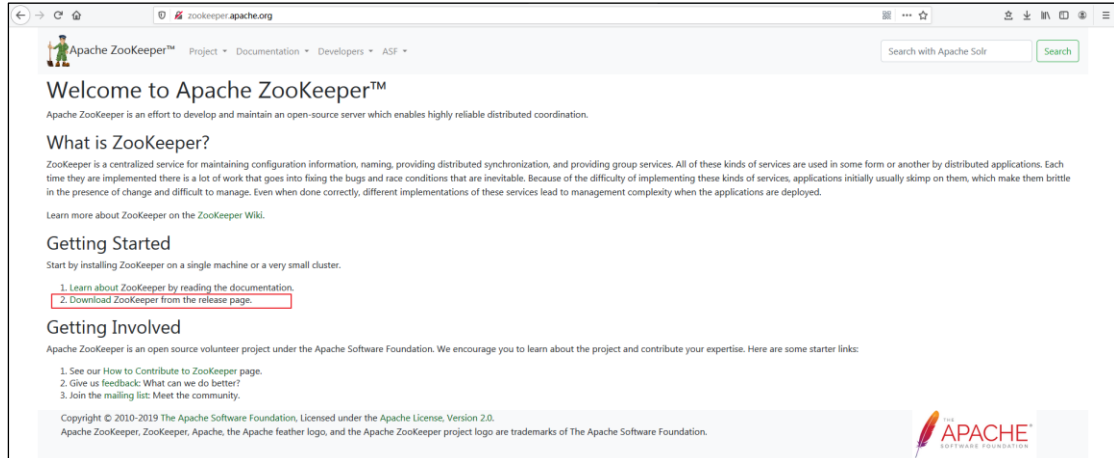 zookeeper.apache.org
Apache ZooKeeper™ Project Documentation Developers ASF Search with Apache Solr Search
Welcome to Apache ZooKeeper™
Apache ZooKeeper is an effort to develop and maintain an open-source server which enables highly reliable distributed coordination.
What is ZooKeeper?
ZooKeeper is a centralized service for maintaining configuration information, naming, providing distributed synchronization, and providing group services. All of these kinds of services are used in some form or another by distributed applications. Each
time they are implemented there is a lot of work that goes into fixing the bugs and race conditions that are inevitable. Because of the difficulty of implementing these kinds of services, applications initially usually skimp on them, which make them brittle
in the presence of change and difficult to manage. Even when done correctly, different implementations of these services lead to management complexity when the applications are deployed.
Learn more about ZooKeeper on the ZooKeeper Wiki.
Getting Started
Start by installing ZooKeeper on a single machine or a very small cluster.
1. Learn about ZooKeeper by reading the documentation.
2. Download ZooKeeper from the release page.
Getting Involved
Apache ZooKeeper is an open source volunteer project under the Apache Software Foundation. We encourage you to learn about the project and contribute your expertise. Here are some starter links:
1. See our How to Contribute to ZooKeeper page.
2. Give us feedback: What can we do better?
3. Join the mailing list: Meet the community.
Copyright © 2010-2019 The Apache Software Foundation, Licensed under the Apache License, Version 2.0.
Apache ZooKeeper, ZooKeeper, Apache, the Apache feather logo, and the Apache ZooKeeper project logo are trademarks of The Apache Software Foundation.
THE
APACHE
SOFTWARE FOUNDATION